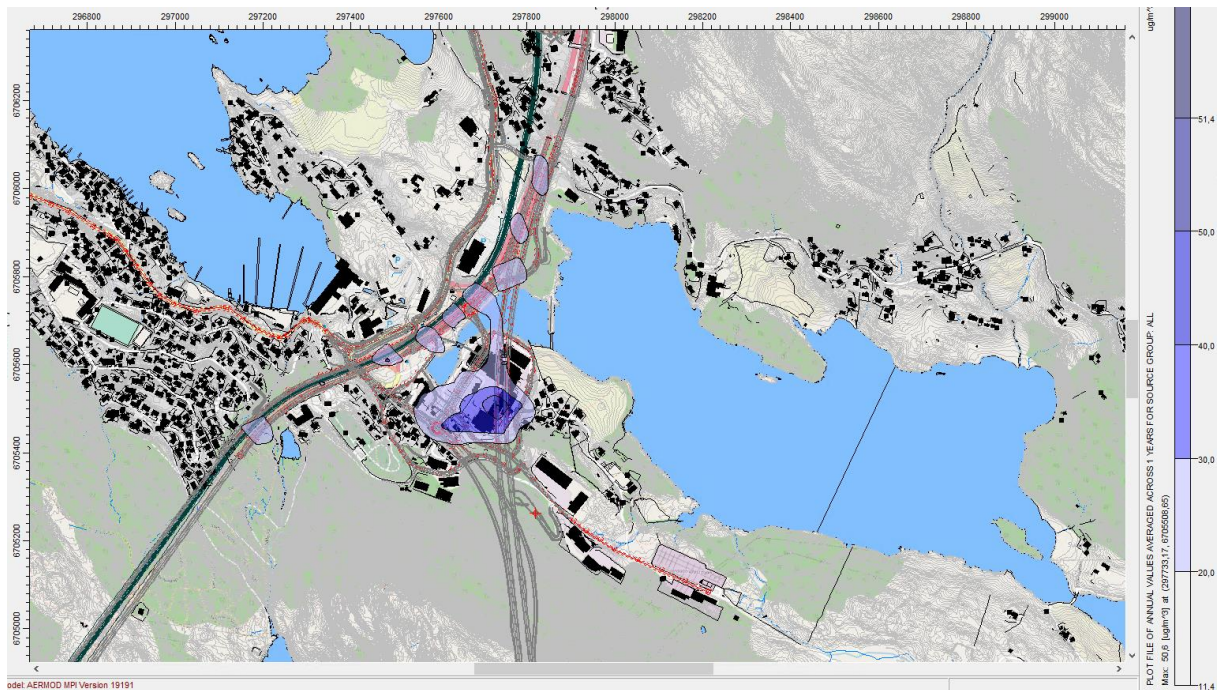 296800 297000 297200 297400 297600 297800 298000 298200 298400 298600 298800 299000
ug/m^3
6706200
6706000
6705800
6705600
6705400
6705200
6705000
51,4
50,0
40,0
30,0
20,0
11,4
PLOT FILE OF ANNUAL VALUES AVERAGED ACROSS 1 YEARS FOR SOURCE GROUP: ALL
Max: 50,6 [ug/m^3] at (297733,17, 6705508,65)
odel: AERMOD MPI Version 19191